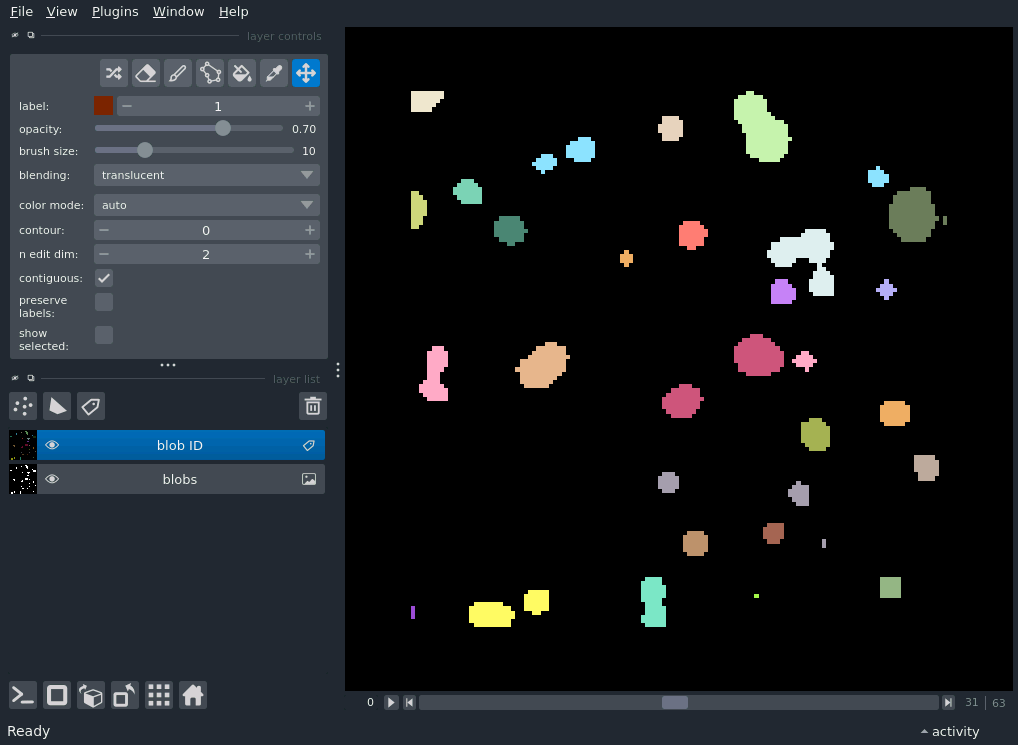 File View Plugins Window Help
layer controls
label: 1
opacity: 0.70
brush size: 10
blending: translucent
color mode: auto
contour: 0
n edit dim: 2
contiguous:
preserve
labels:
show
selected:
layer list
blob ID
blobs
0 31 | 63
Ready activity